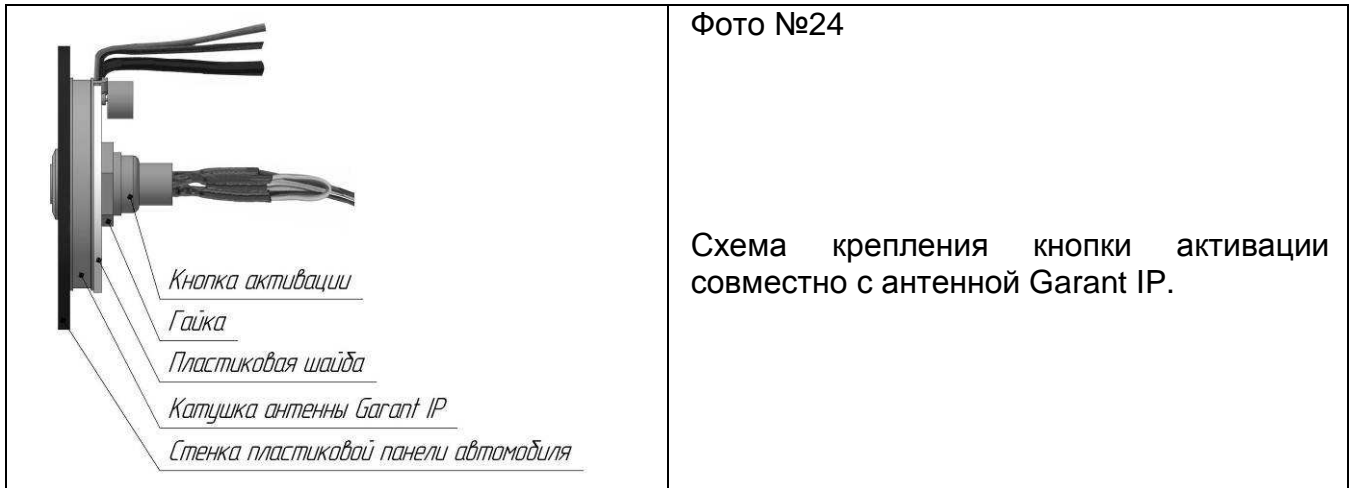 Фото №24
Схема крепления кнопки активации
совместно с антенной Garant IP.
Кнопка активации
Гайка
Пластиковая шайба
Катушка антенны Garant IP
Стенка пластиковой панели автомобиля